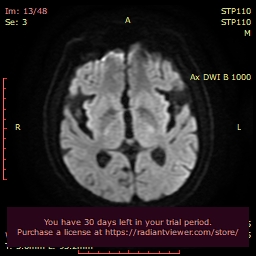 Im: 13/48
STP110
Se: 3
STP110
M
A
Ax DWI B 1000
R
L
You have 30 days left in your trial period.
Purchase a license at https://radiantviewer.com/store/